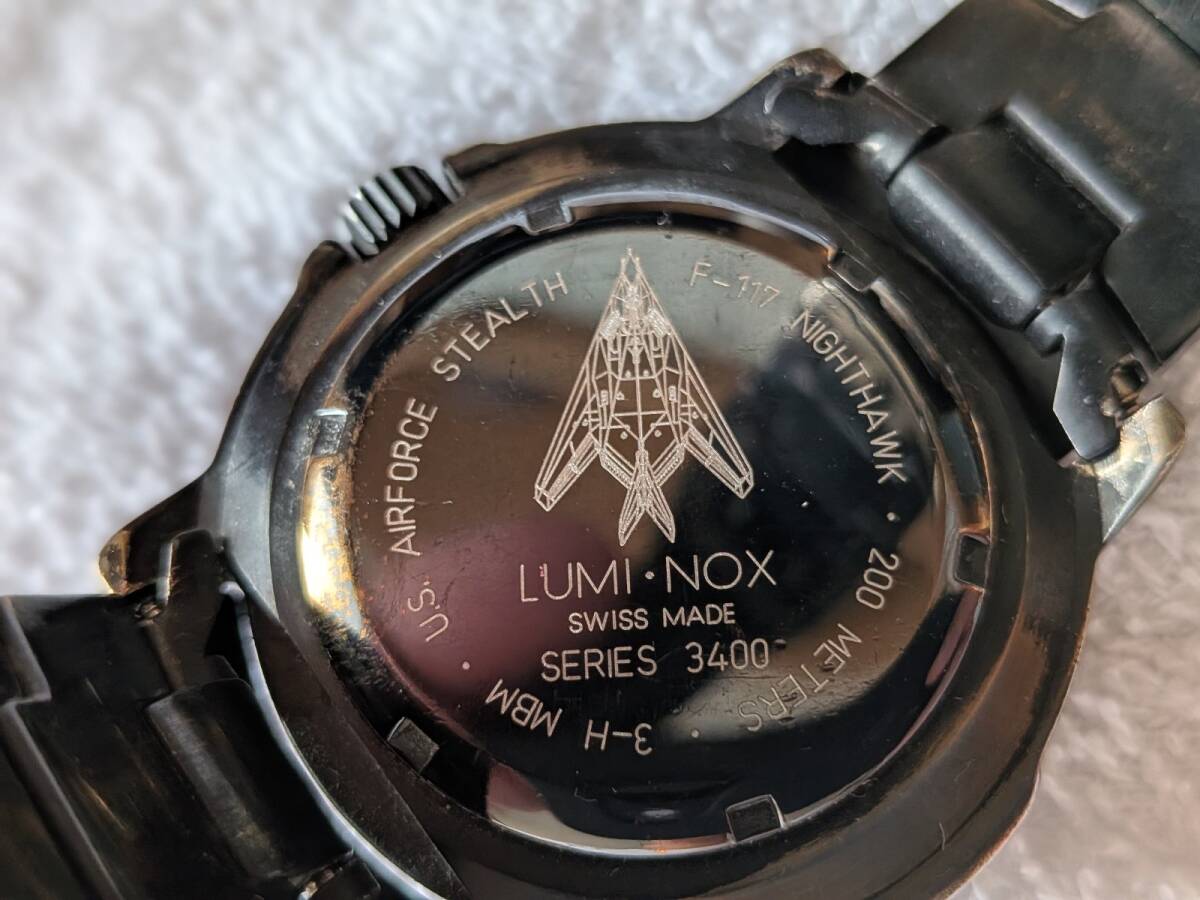 U.S. AIRFORCE STEALTH F-117 NIGHTHAWK · 200 METERS · 3-H MBM ·
LUMI·NOX
SWISS MADE
SERIES 3400